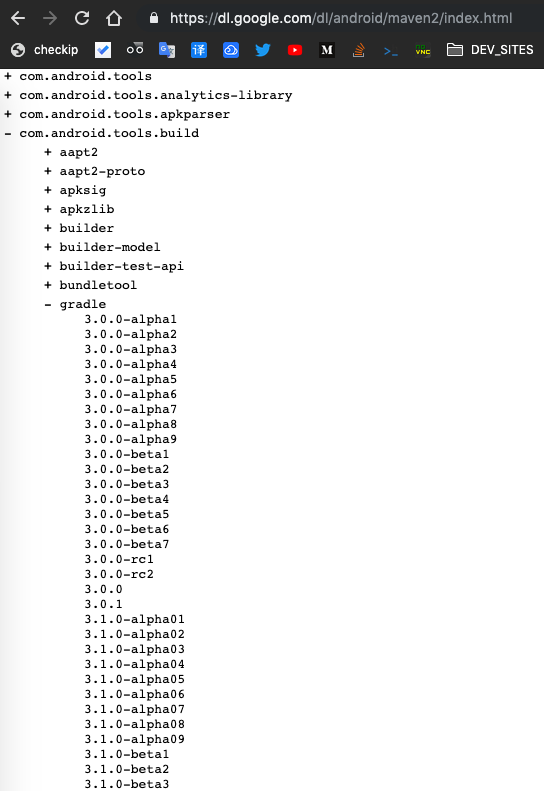 https://dl.google.com/dl/android/maven2/index.html
checkip 译 M >_ VNC DEV_SITES
+ com.android.tools
+ com.android.tools.analytics-library
+ com.android.tools.apkparser
- com.android.tools.build
+ aapt2
+ aapt2-proto
+ apksig
+ apkzlib
+ builder
+ builder-model
+ builder-test-api
+ bundletool
- gradle
3.0.0-alpha1
3.0.0-alpha2
3.0.0-alpha3
3.0.0-alpha4
3.0.0-alpha5
3.0.0-alpha6
3.0.0-alpha7
3.0.0-alpha8
3.0.0-alpha9
3.0.0-beta1
3.0.0-beta2
3.0.0-beta3
3.0.0-beta4
3.0.0-beta5
3.0.0-beta6
3.0.0-beta7
3.0.0-rc1
3.0.0-rc2
3.0.0
3.0.1
3.1.0-alpha01
3.1.0-alpha02
3.1.0-alpha03
3.1.0-alpha04
3.1.0-alpha05
3.1.0-alpha06
3.1.0-alpha07
3.1.0-alpha08
3.1.0-alpha09
3.1.0-beta1
3.1.0-beta2
3.1.0-beta3